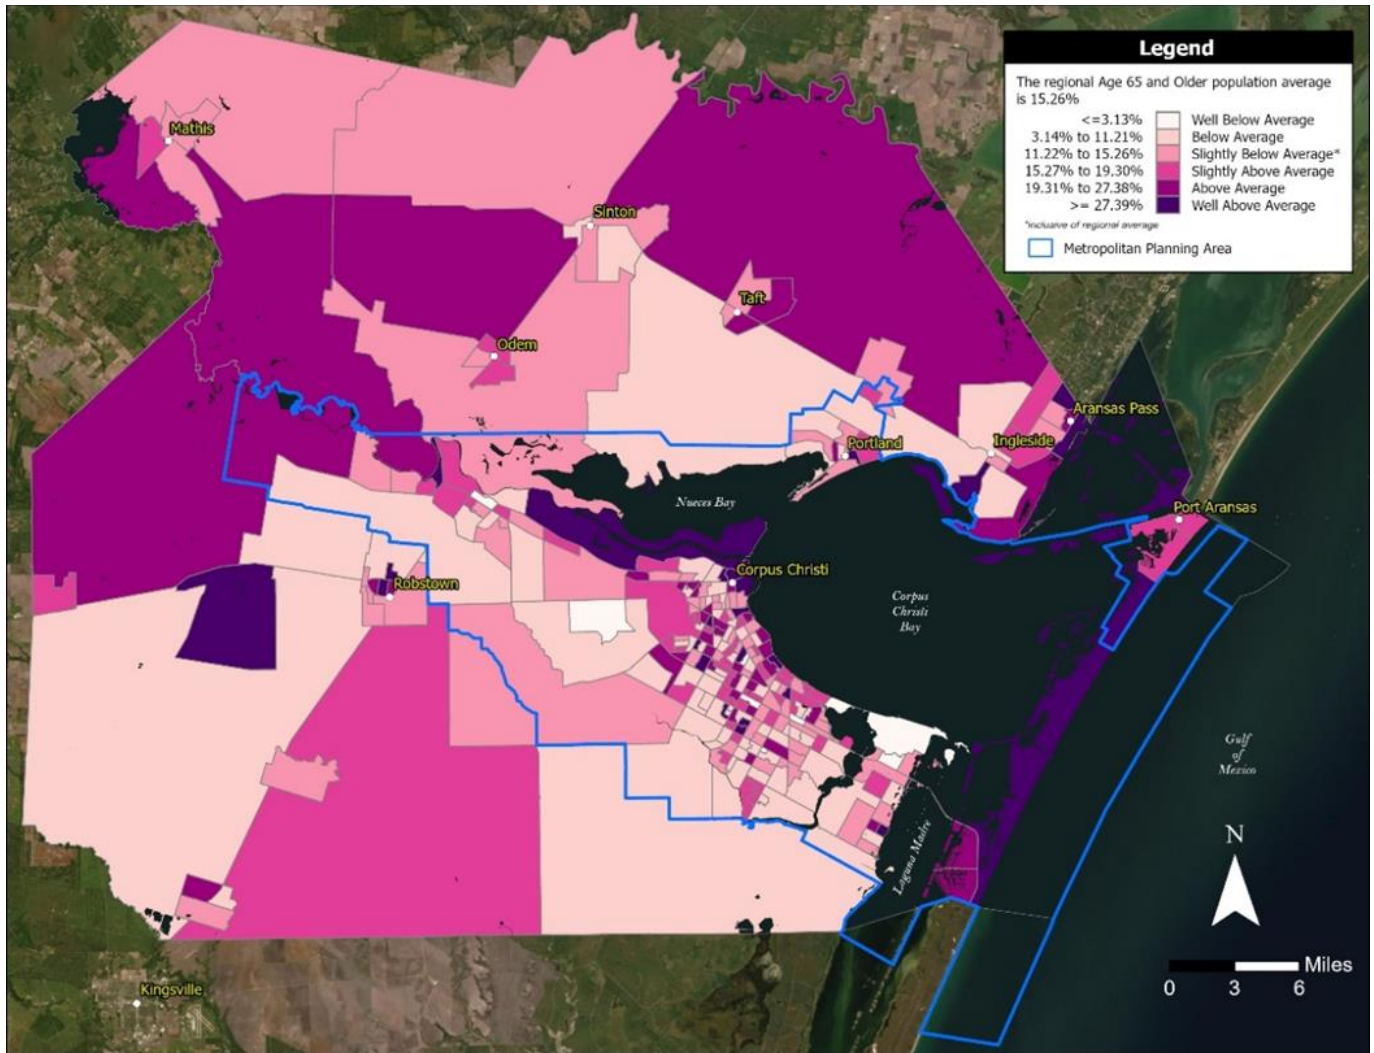 Legend
The regional Age 65 and Older population average
is 15.26%
<=3.13% Well Below Average
3.14% to 11.21% Below Average
11.22% to 15.26% Slightly Below Average*
15.27% to 19.30% Slightly Above Average
19.31% to 27.38% Above Average
>= 27.39% Well Above Average
*inclusive of regional average
Metropolitan Planning Area
Mathis
Sinton
Taft
Odem
Aransas Pass
Portland
Ingleside
Nueces Bay
Port Aransas
Corpus Christi
Robstown
Corpus
Christi
Bay
Gulf
of
Mexico
Laguna Madre
N
Kingsville
Miles
0 3 6